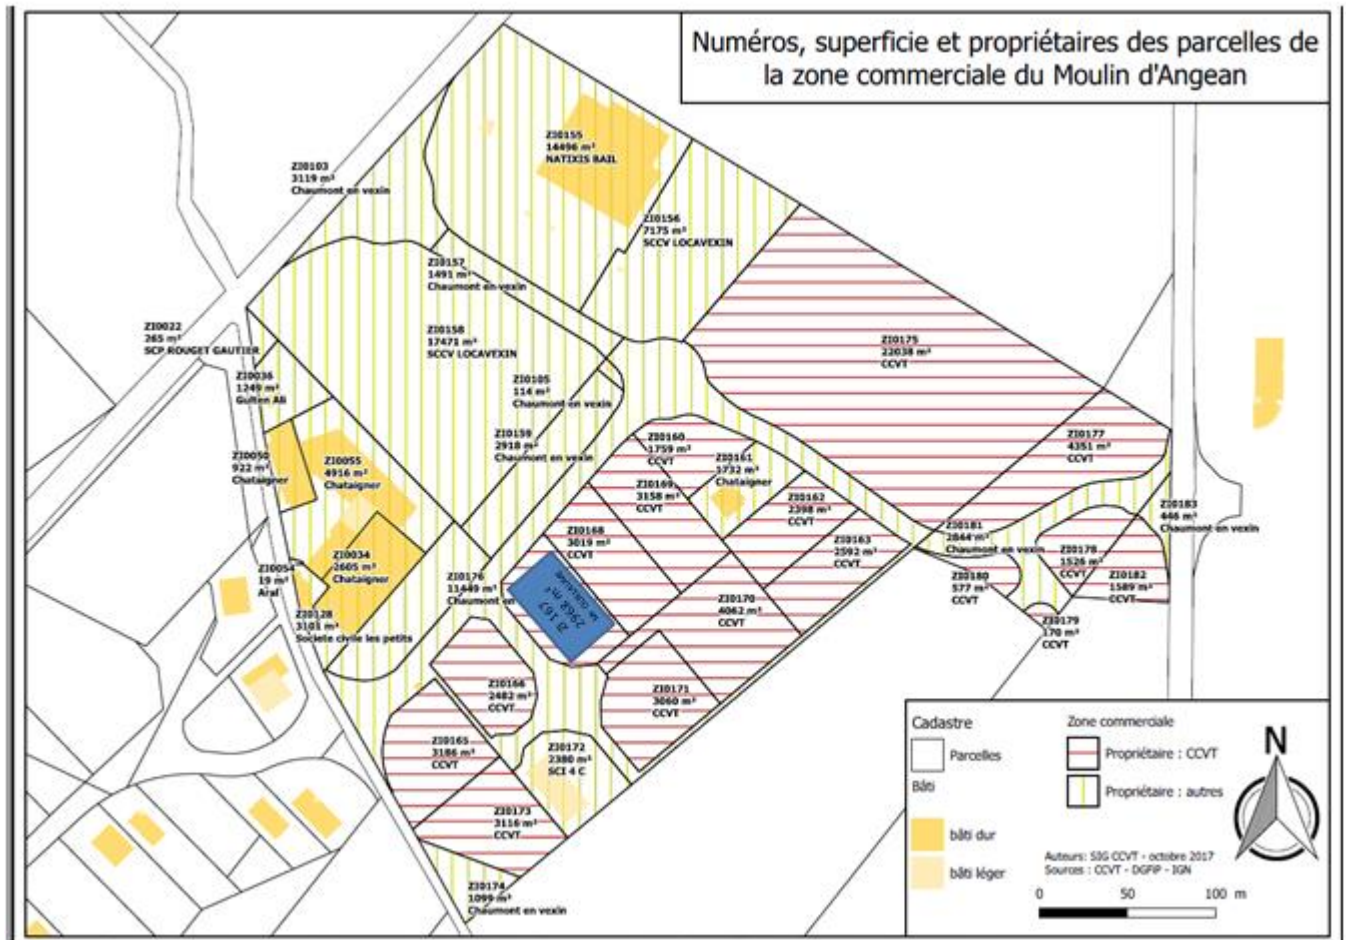 Numéros, superficie et propriétaires des parcelles de
la zone commerciale du Moulin d'Angean
ZI0155
14496 m²
NATIXIS BAIL
ZI0103
3119 m²
Chaumont en vexin
ZI0156
7175 m²
SCCV LOCAVEXIN
ZI0157
1491 m²
Chaumont en vexin
ZI0022
265 m²
SCP ROUGET GAUTIER
ZI0158
17471 m²
SCCV LOCAVEXIN
ZI0175
22038 m²
CCVT
ZI0036
1249 m²
Gulten Ali
ZI0105
114 m²
Chaumont en vexin
ZI0159
2918 m²
Chaumont en vexin
ZI0160
1759 m²
CCVT
ZI0177
4351 m²
CCVT
ZI0050
922 m²
Chataigner
ZI0055
4916 m²
Chataigner
ZI0161
1732 m²
Chataigner
ZI0169
3158 m²
CCVT
ZI0162
2398 m²
CCVT
ZI0183
446 m²
Chaumont en vexin
ZI0168
3019 m²
CCVT
ZI0163
2592 m²
CCVT
ZI0181
2844 m²
Chaumont en vexin
ZI0034
2605 m²
Chataigner
ZI0054
19 m²
Aral
ZI0176
11449 m²
Chaumont en
ZI 167
2962 m²
ZI0178
1526 m²
CCVT
ZI0180
577 m²
CCVT
ZI0182
1589 m²
CCVT
ZI0170
4062 m²
CCVT
ZI0128
3101 m²
Societe civile les petits
ZI0179
170 m²
CCVT
ZI0166
2482 m²
CCVT
ZI0171
3060 m²
CCVT
ZI0165
3186 m²
CCVT
ZI0172
2380 m²
SCI 4 C
ZI0173
3116 m²
CCVT
ZI0174
1099 m²
Chaumont en vexin
Cadastre
Parcelles
Bâti
bâti dur
bâti léger
Zone commerciale
Propriétaire : CCVT
Propriétaire : autres
N
Auteurs: SIG CCVT - octobre 2017
Sources : CCVT - DGFiP - IGN
0 50 100 m